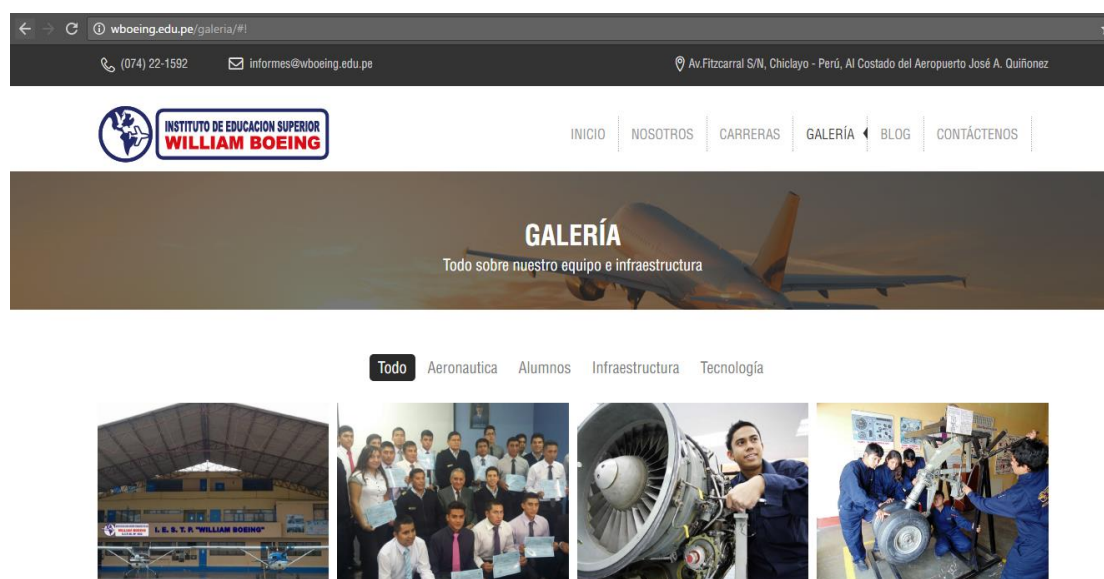 wboeing.edu.pe/galeria/#!
(074) 22-1592 informes@wboeing.edu.pe Av.Fitzcarral S/N, Chiclayo - Perú, Al Costado del Aeropuerto José A. Quiñonez
INSTITUTO DE EDUCACION SUPERIOR
WILLIAM BOEING
INICIO NOSOTROS CARRERAS GALERÍA BLOG CONTÁCTENOS
GALERÍA
Todo sobre nuestro equipo e infraestructura
Todo Aeronautica Alumnos Infraestructura Tecnología
I. E. S. T. P. "WILLIAM BOEING"